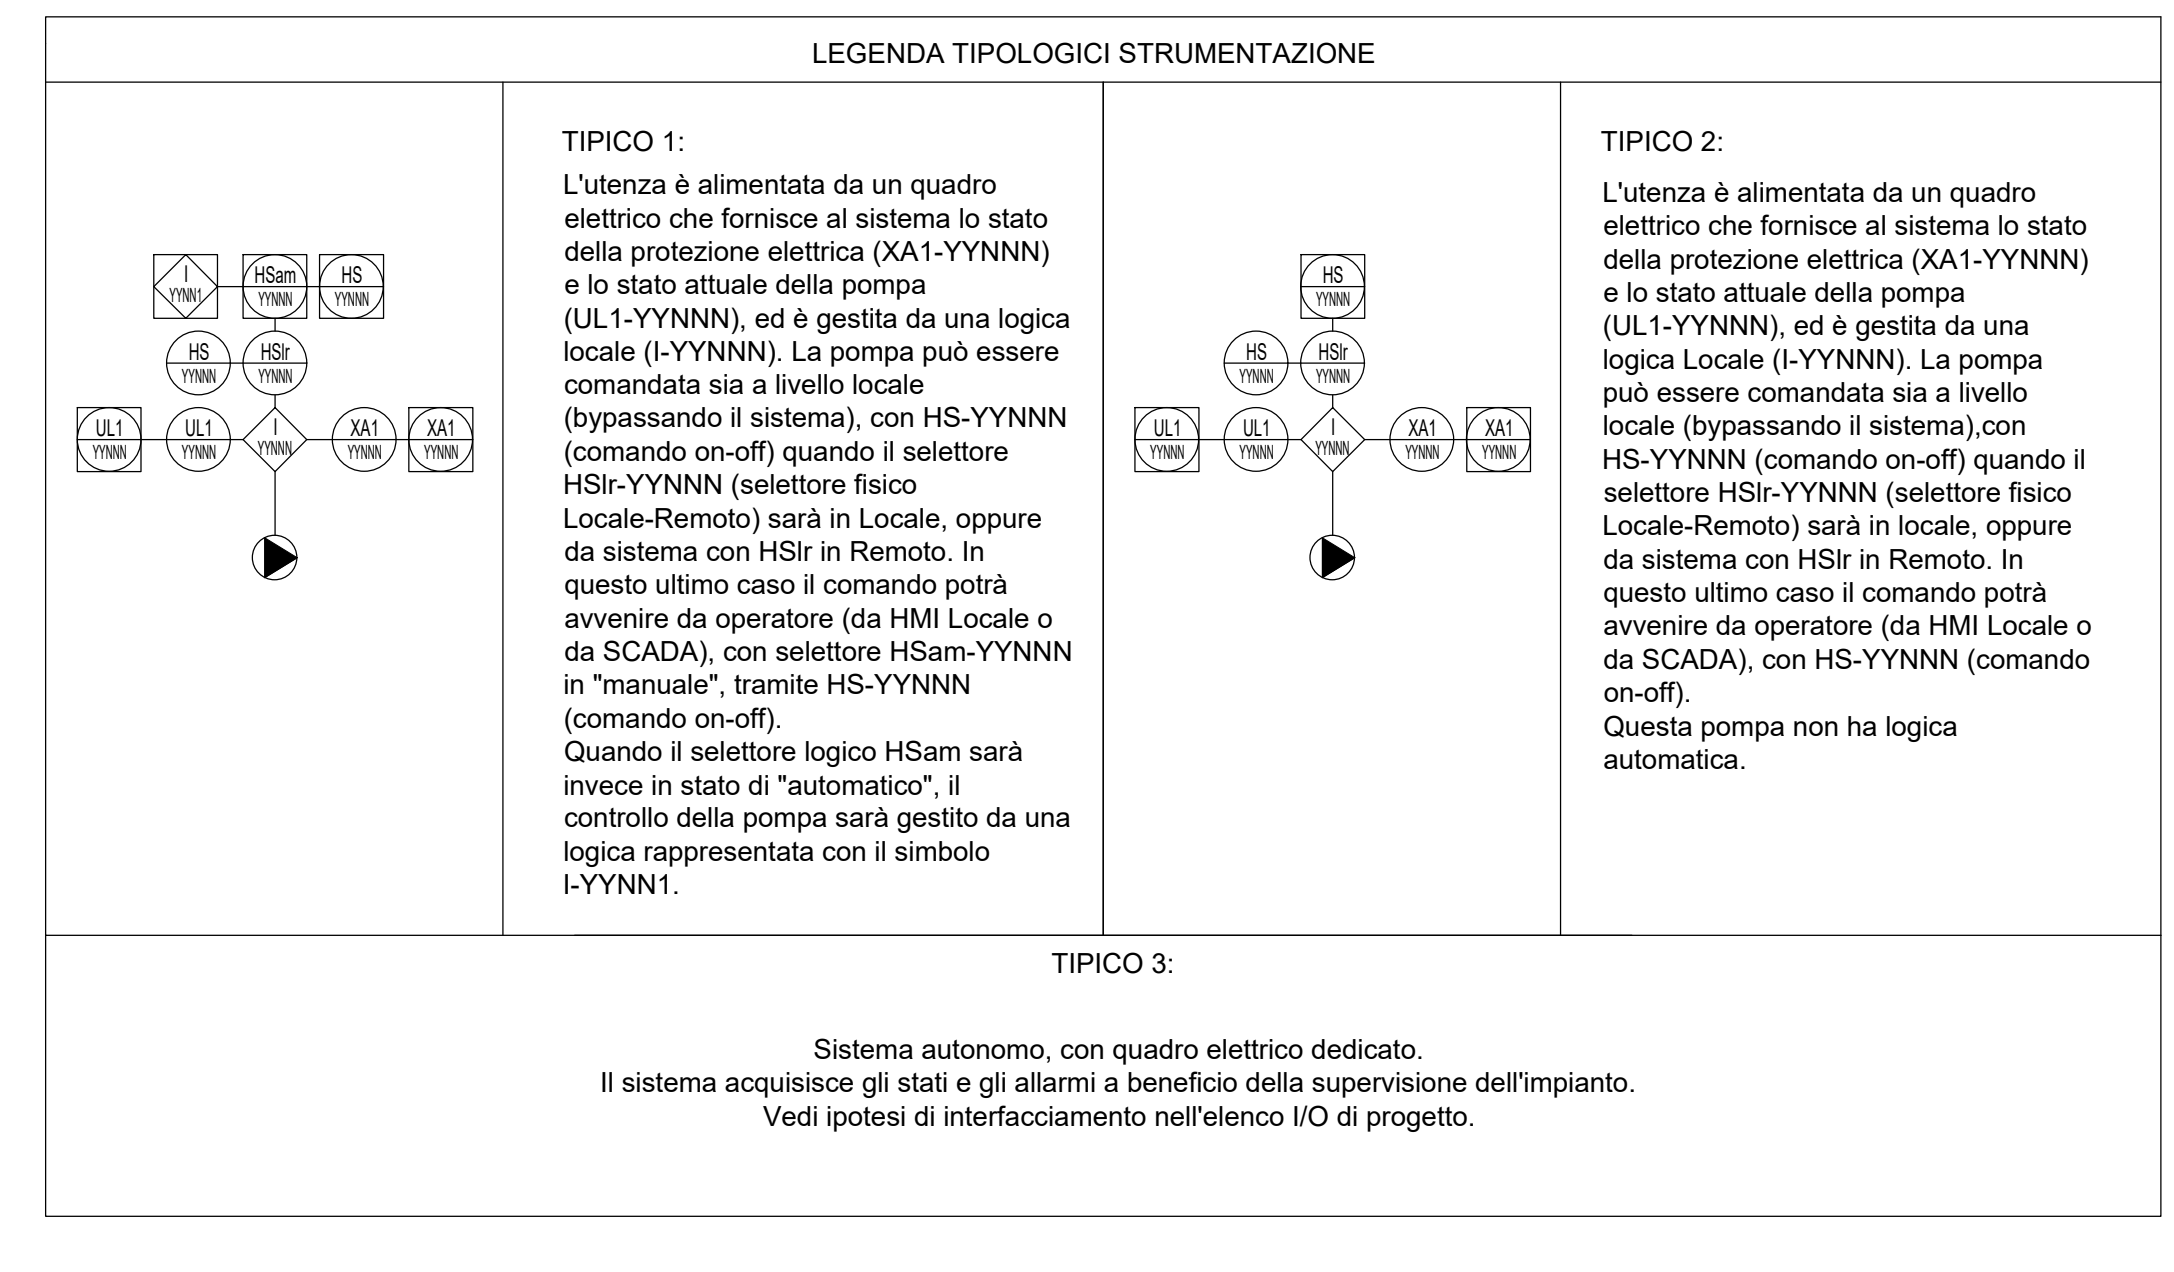 LEGENDA TIPOLOGICI STRUMENTAZIONE
I
YYNN1
HSam
YYNNN
HS
YYNNN
HS
YYNNN
HSlr
YYNNN
UL1
YYNNN
UL1
YYNNN
I
YYNNN
XA1
YYNNN
XA1
YYNNN
TIPICO 1:
L'utenza è alimentata da un quadro
elettrico che fornisce al sistema lo stato
della protezione elettrica (XA1-YYNNN)
e lo stato attuale della pompa
(UL1-YYNNN), ed è gestita da una logica
locale (I-YYNNN). La pompa può essere
comandata sia a livello locale
(bypassando il sistema), con HS-YYNNN
(comando on-off) quando il selettore
HSlr-YYNNN (selettore fisico
Locale-Remoto) sarà in Locale, oppure
da sistema con HSlr in Remoto. In
questo ultimo caso il comando potrà
avvenire da operatore (da HMI Locale o
da SCADA), con selettore HSam-YYNNN
in "manuale", tramite HS-YYNNN
(comando on-off).
Quando il selettore logico HSam sarà
invece in stato di "automatico", il
controllo della pompa sarà gestito da una
logica rappresentata con il simbolo
I-YYNN1.
HS
YYNNN
HS
YYNNN
HSlr
YYNNN
UL1
YYNNN
UL1
YYNNN
I
YYNNN
XA1
YYNNN
XA1
YYNNN
TIPICO 2:
L'utenza è alimentata da un quadro
elettrico che fornisce al sistema lo stato
della protezione elettrica (XA1-YYNNN)
e lo stato attuale della pompa
(UL1-YYNNN), ed è gestita da una
logica Locale (I-YYNNN). La pompa
può essere comandata sia a livello
locale (bypassando il sistema),con
HS-YYNNN (comando on-off) quando il
selettore HSlr-YYNNN (selettore fisico
Locale-Remoto) sarà in locale, oppure
da sistema con HSlr in Remoto. In
questo ultimo caso il comando potrà
avvenire da operatore (da HMI Locale o
da SCADA), con HS-YYNNN (comando
on-off).
Questa pompa non ha logica
automatica.
TIPICO 3:
Sistema autonomo, con quadro elettrico dedicato.
Il sistema acquisisce gli stati e gli allarmi a beneficio della supervisione dell'impianto.
Vedi ipotesi di interfacciamento nell'elenco I/O di progetto.